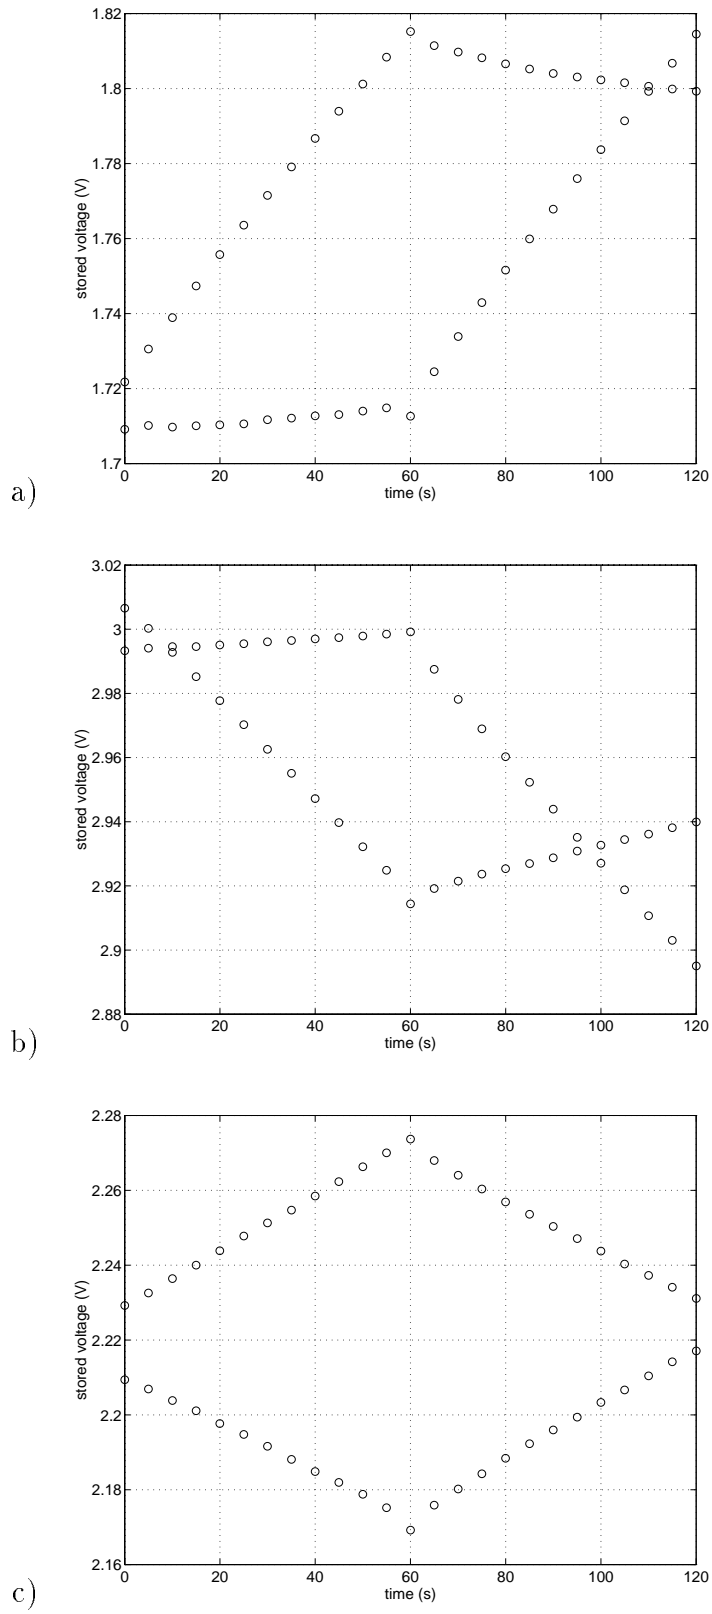 1.82
1.8
1.78
1.76
1.74
1.72
1.7
stored voltage (V)
0 20 40 60 80 100 120
time (s)
a)
3.02
3
2.98
2.96
2.94
2.92
2.9
2.88
stored voltage (V)
0 20 40 60 80 100 120
time (s)
b)
2.28
2.26
2.24
2.22
2.2
2.18
2.16
stored voltage (V)
0 20 40 60 80 100 120
time (s)
c)